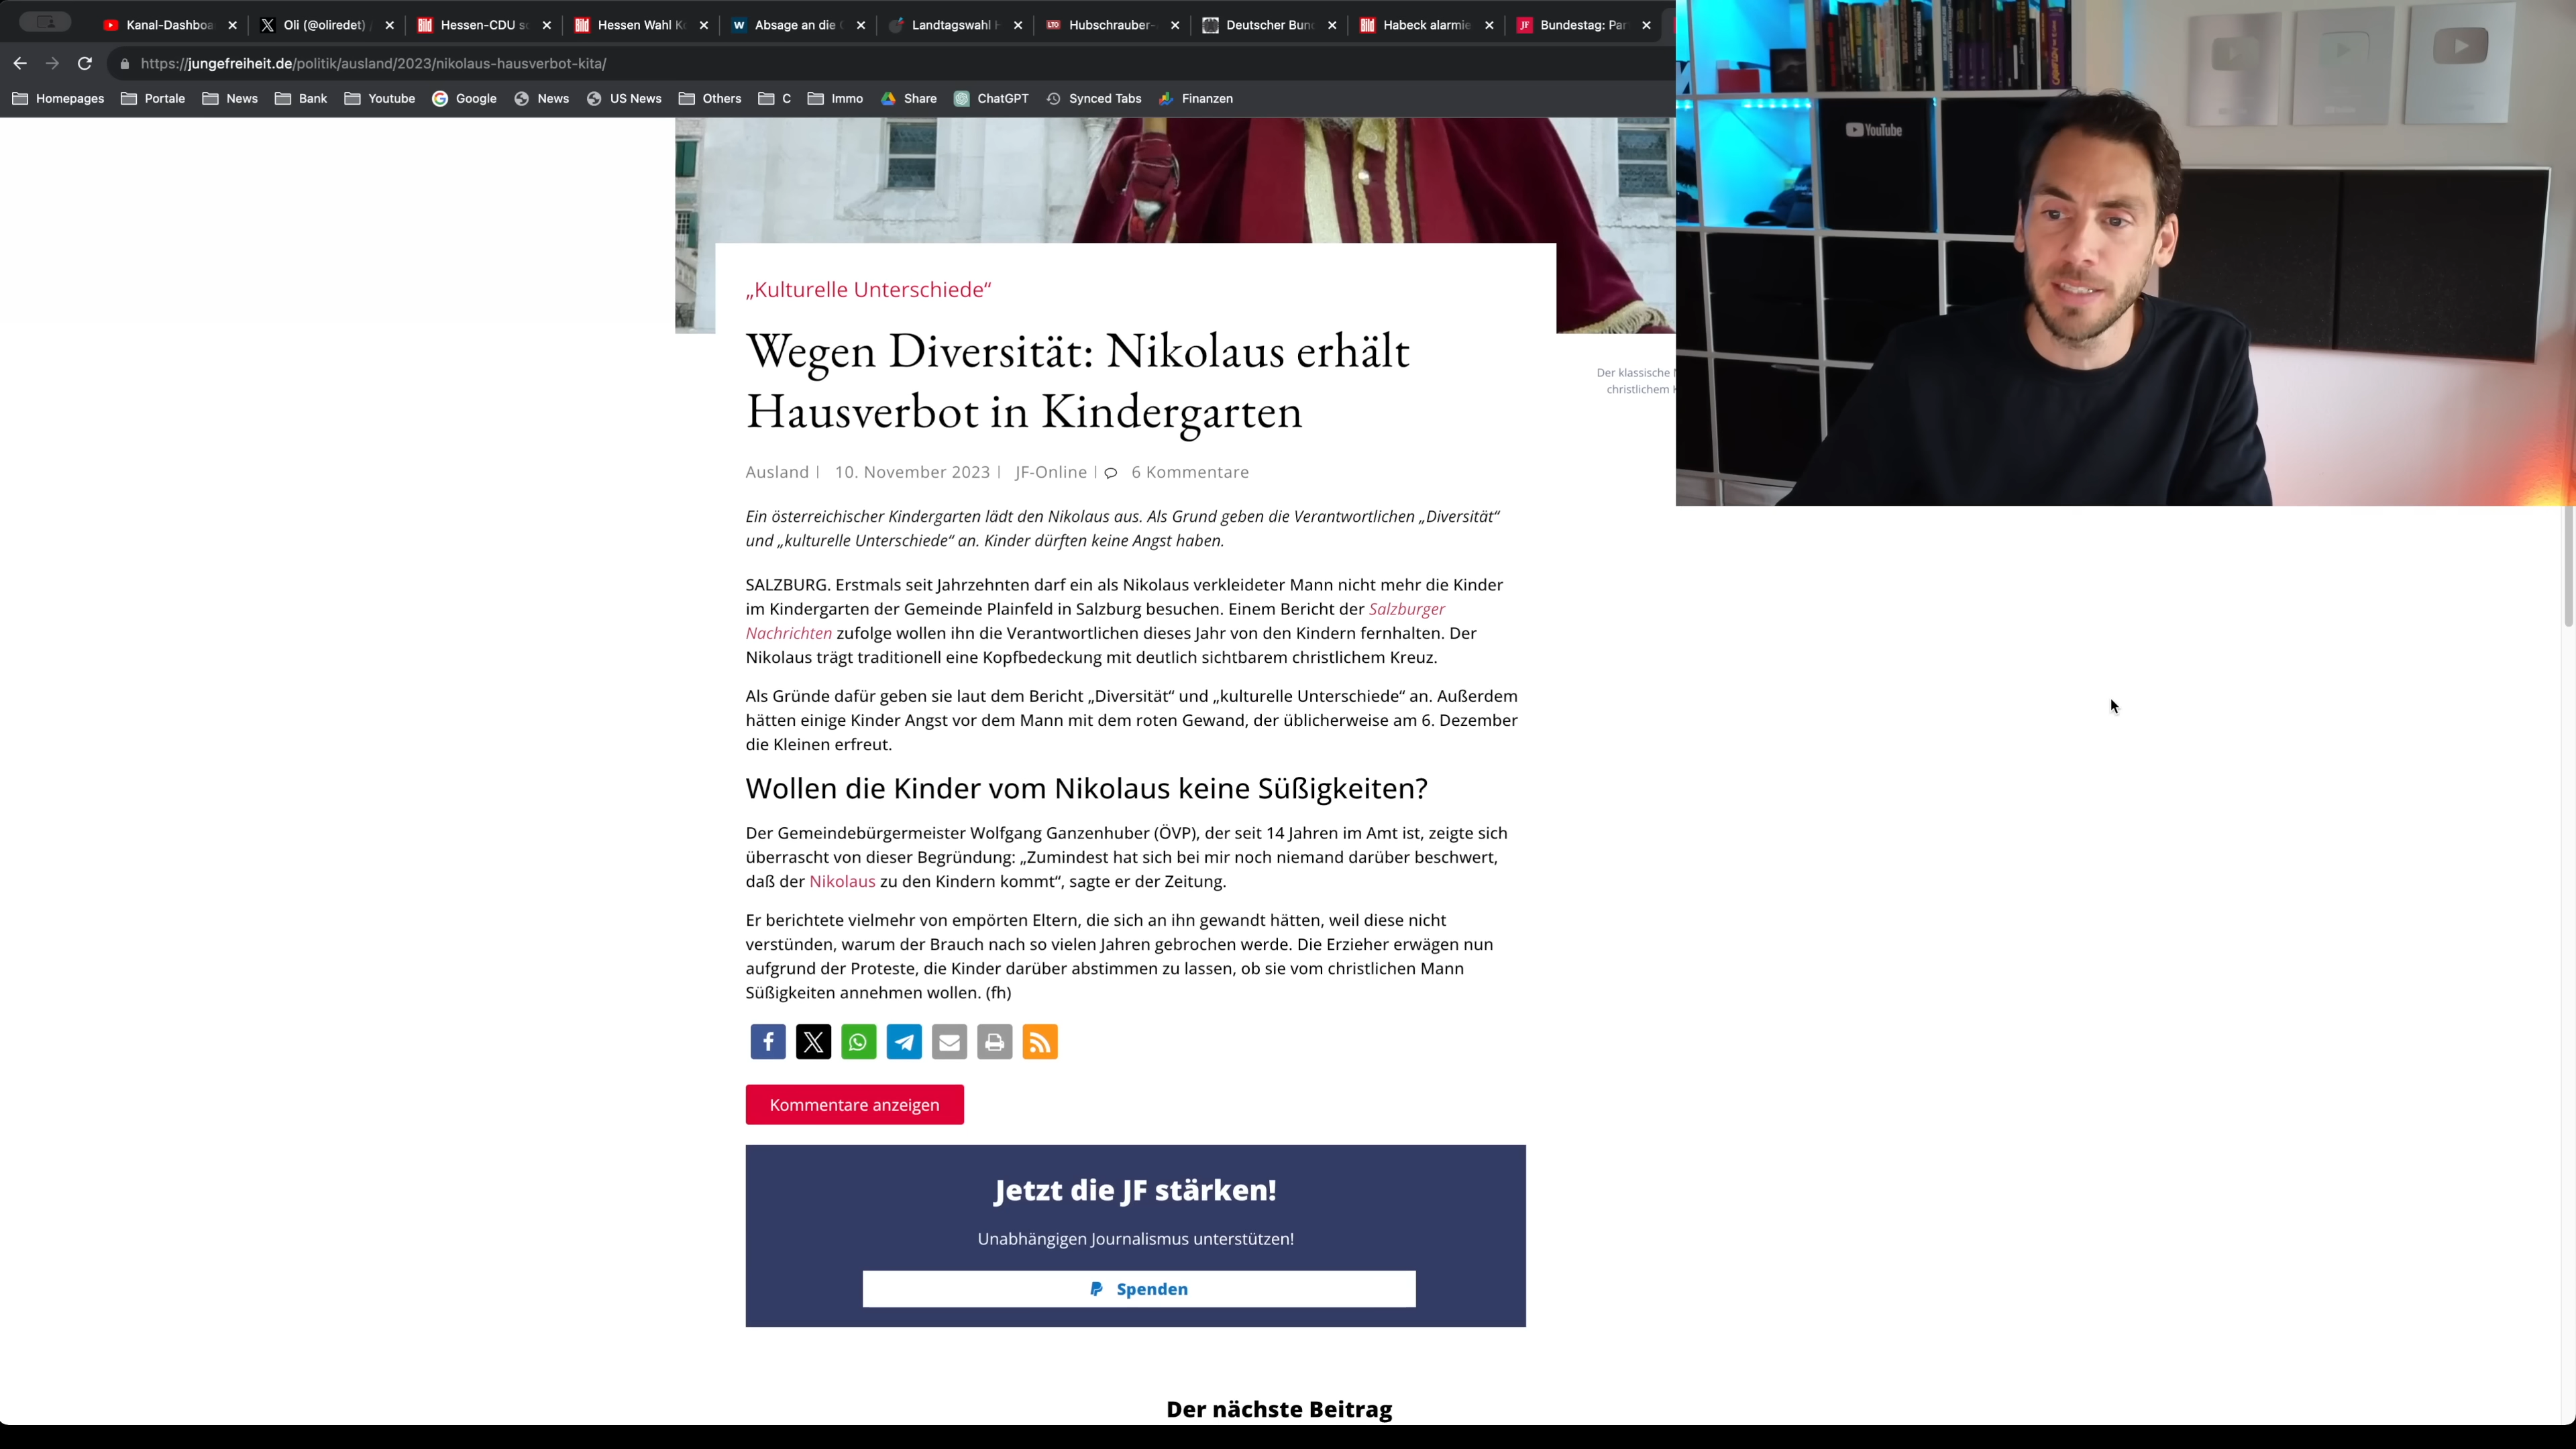 Kanal-Dashboa
Oli (@oliredet)
Hessen-CDU
Hessen Wahl
Absage an die
Landtagswahl
Hubschrauber-
Deutscher Bun
Habeck alarmie
Bundestag: Par
https://jungefreiheit.de/politik/ausland/2023/nikolaus-hausverbot-kita/
Homepages Portale News Bank Youtube Google News US News Others C Immo Share ChatGPT Synced Tabs Finanzen
YouTube
„Kulturelle Unterschiede“
Wegen Diversität: Nikolaus erhält
Hausverbot in Kindergarten
Der klassische
christlichem
Ausland | 10. November 2023 | JF-Online | 6 Kommentare
Ein österreichischer Kindergarten lädt den Nikolaus aus. Als Grund geben die Verantwortlichen „Diversität“
und „kulturelle Unterschiede“ an. Kinder dürften keine Angst haben.
SALZBURG. Erstmals seit Jahrzehnten darf ein als Nikolaus verkleideter Mann nicht mehr die Kinder
im Kindergarten der Gemeinde Plainfeld in Salzburg besuchen. Einem Bericht der Salzburger
Nachrichten zufolge wollen ihn die Verantwortlichen dieses Jahr von den Kindern fernhalten. Der
Nikolaus trägt traditionell eine Kopfbedeckung mit deutlich sichtbarem christlichem Kreuz.
Als Gründe dafür geben sie laut dem Bericht „Diversität“ und „kulturelle Unterschiede“ an. Außerdem
hätten einige Kinder Angst vor dem Mann mit dem roten Gewand, der üblicherweise am 6. Dezember
die Kleinen erfreut.
Wollen die Kinder vom Nikolaus keine Süßigkeiten?
Der Gemeindebürgermeister Wolfgang Ganzenhuber (ÖVP), der seit 14 Jahren im Amt ist, zeigte sich
überrascht von dieser Begründung: „Zumindest hat sich bei mir noch niemand darüber beschwert,
daß der Nikolaus zu den Kindern kommt“, sagte er der Zeitung.
Er berichtete vielmehr von empörten Eltern, die sich an ihn gewandt hätten, weil diese nicht
verstünden, warum der Brauch nach so vielen Jahren gebrochen werde. Die Erzieher erwägen nun
aufgrund der Proteste, die Kinder darüber abstimmen zu lassen, ob sie vom christlichen Mann
Süßigkeiten annehmen wollen. (fh)
Kommentare anzeigen
Jetzt die JF stärken!
Unabhängigen Journalismus unterstützen!
Spenden
Der nächste Beitrag